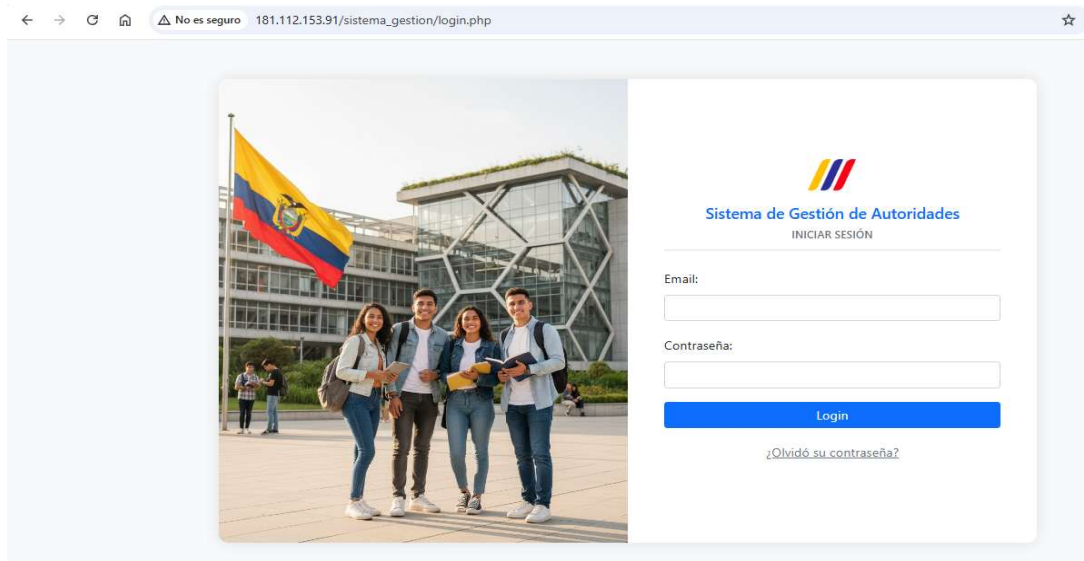 No es seguro 181.112.153.91/sistema_gestion/login.php
Sistema de Gestión de Autoridades
INICIAR SESIÓN
Email:
Contraseña:
Login
¿Olvidó su contraseña?